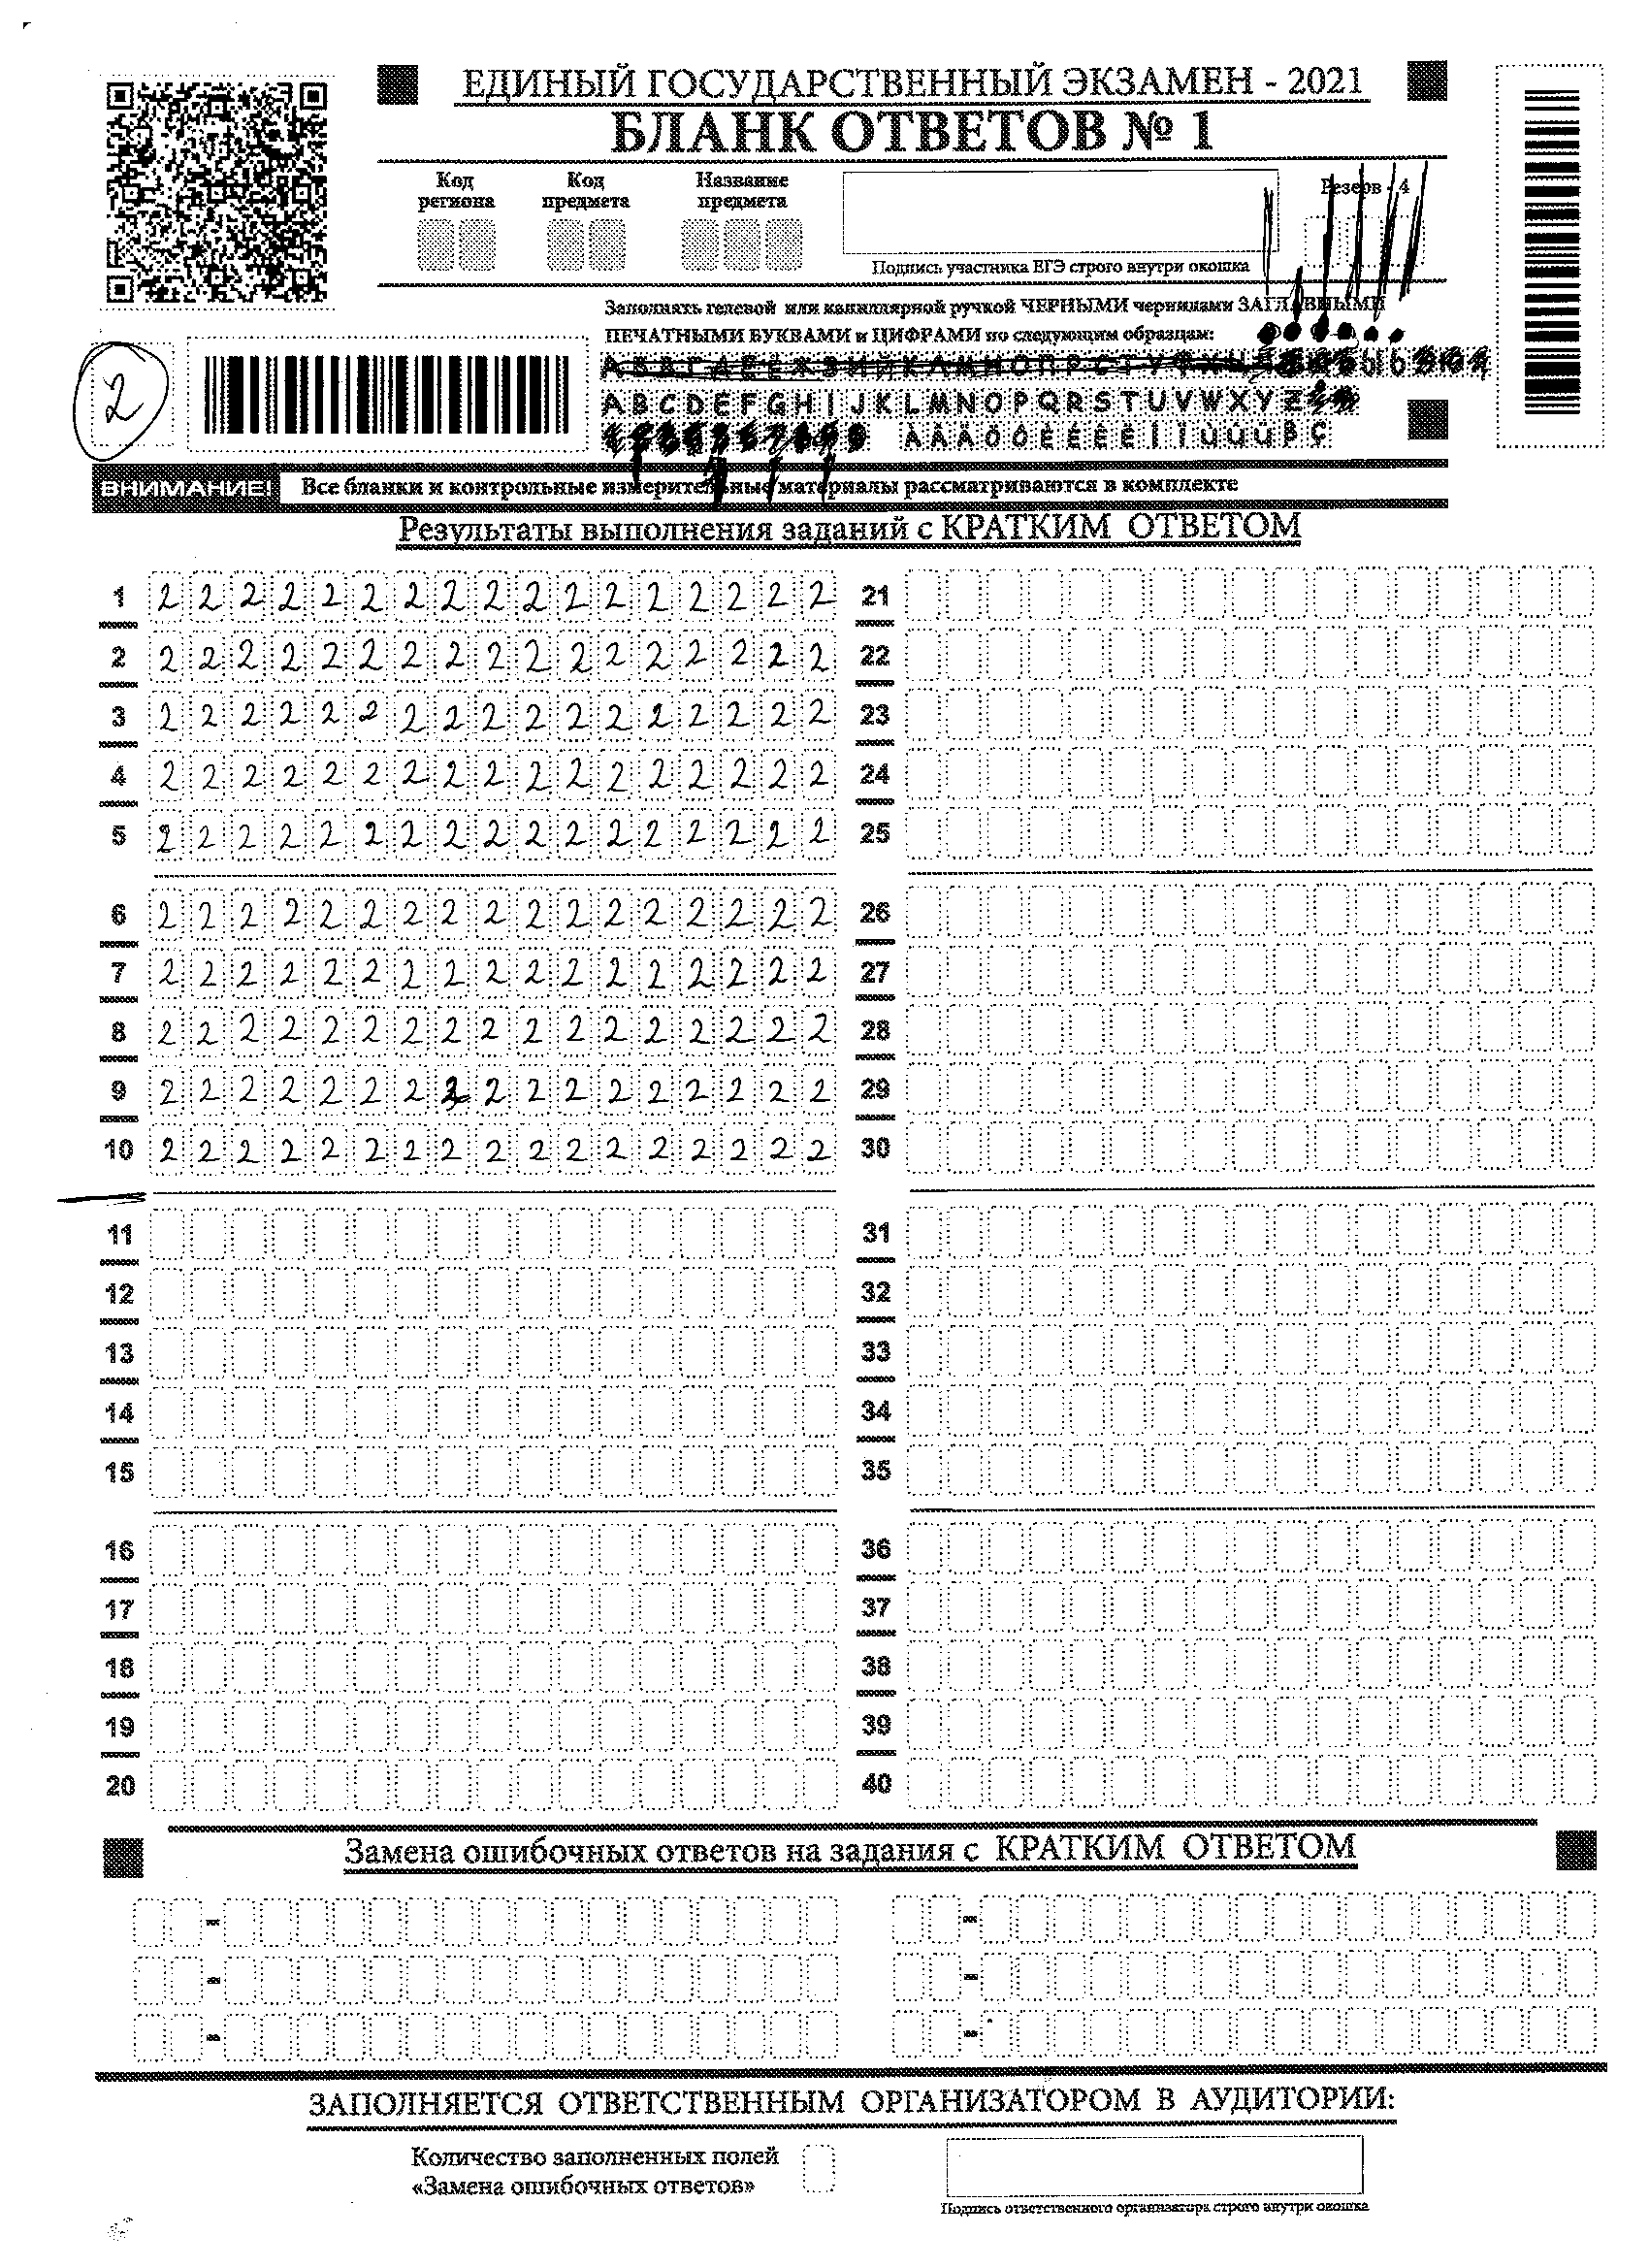 ЕДИНЫЙ ГОСУДАРСТВЕННЫЙ ЭКЗАМЕН - 2021
БЛАНК ОТВЕТОВ № 1
Код региона
Код предмета
Название предмета
Резерв - 4
Подпись участника ЕГЭ строго внутри окошка
Заполнять гелевой или капиллярной ручкой ЧЕРНЫМИ чернилами ЗАГЛАВНЫМИ
ПЕЧАТНЫМИ БУКВАМИ и ЦИФРАМИ по следующим образцам:
2
A B C D E F G H I J K L M N O P Q R S T U V W X Y Z
ВНИМАНИЕ! Все бланки и контрольные измерительные материалы рассматриваются в комплекте
Результаты выполнения заданий с КРАТКИМ ОТВЕТОМ
1 2 2 2 2 2 2 2 2 2 2 2 2 2 2 2 2 2 21
2 2 2 2 2 2 2 2 2 2 2 2 2 2 2 2 2 2 22
3 2 2 2 2 2 2 2 2 2 2 2 2 2 2 2 2 2 23
4 2 2 2 2 2 2 2 2 2 2 2 2 2 2 2 2 2 24
5 2 2 2 2 2 2 2 2 2 2 2 2 2 2 2 2 2 25
6 2 2 2 2 2 2 2 2 2 2 2 2 2 2 2 2 2 26
7 2 2 2 2 2 2 2 2 2 2 2 2 2 2 2 2 2 27
8 2 2 2 2 2 2 2 2 2 2 2 2 2 2 2 2 2 28
9 2 2 2 2 2 2 2 2 2 2 2 2 2 2 2 2 2 29
10 2 2 2 2 2 2 2 2 2 2 2 2 2 2 2 2 2 30
11 31
12 32
13 33
14 34
15 35
16 36
17 37
18 38
19 39
20 40
Замена ошибочных ответов на задания с КРАТКИМ ОТВЕТОМ
- -
- -
- -
ЗАПОЛНЯЕТСЯ ОТВЕТСТВЕННЫМ ОРГАНИЗАТОРОМ В АУДИТОРИИ:
Количество заполненных полей
«Замена ошибочных ответов»
Подпись ответственного организатора строго внутри окошка